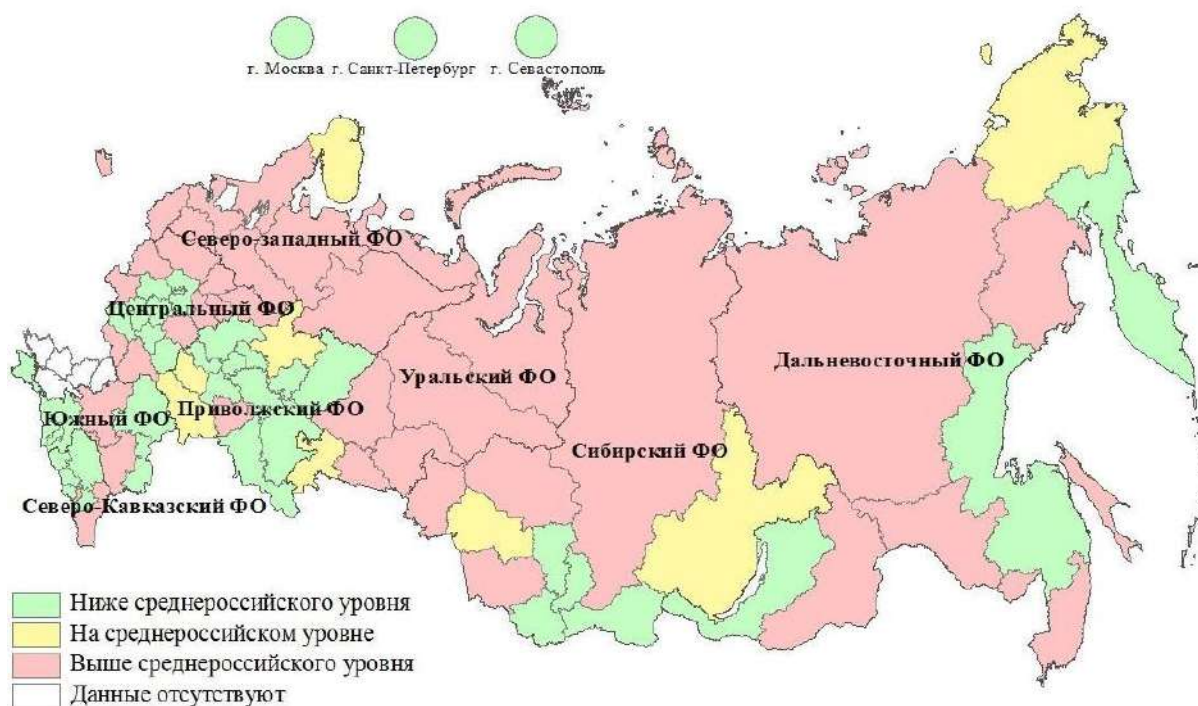 г. Москва г. Санкт-Петербург г. Севастополь
Северо-западный ФО
Центральный ФО
Дальневосточный ФО
Уральский ФО
Приволжский ФО
Южный ФО
Сибирский ФО
Северо-Кавказский ФО
Ниже среднероссийского уровня
На среднероссийском уровне
Выше среднероссийского уровня
Данные отсутствуют